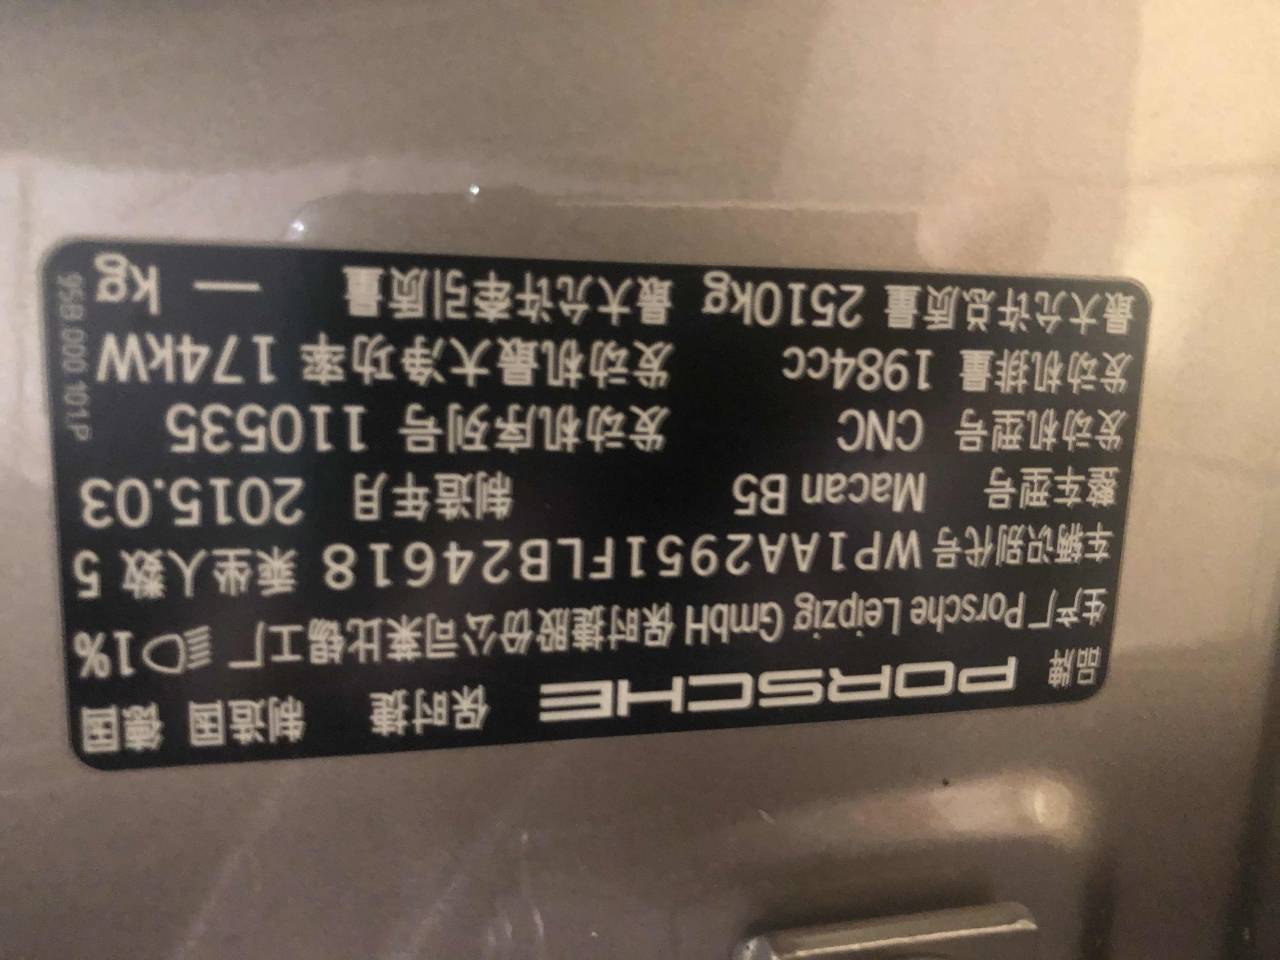 品牌 PORSCHE 保时捷 制造国 德国
生产厂 Porsche Leipzig GmbH 保时捷股份公司莱比锡工厂 1%
车辆识别代号 WP1AA2951FLB24618 乘坐人数 5
整车型号 Macan B5 制造年月 2015.03
发动机型号 CNC 发动机序列号 110535
发动机排量 1984cc 发动机最大净功率 174kW
最大允许总质量 2510kg 最大允许牵引质量 — kg
95B.000.101.P